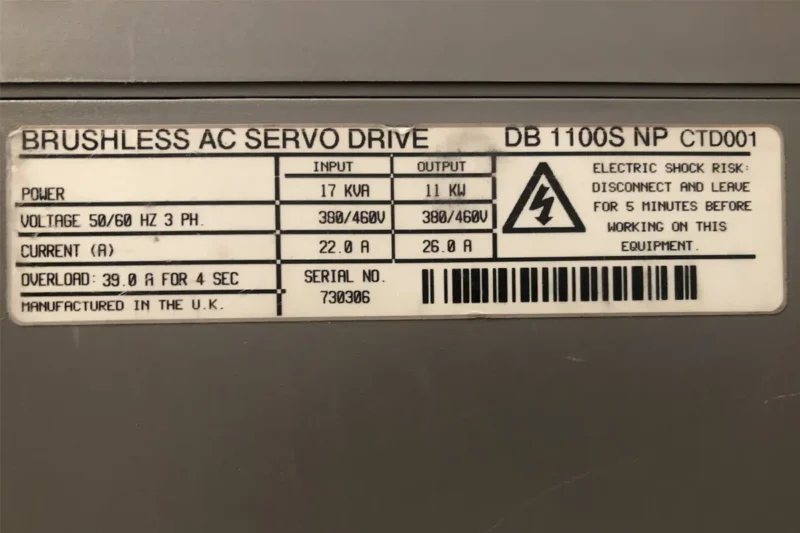 BRUSHLESS AC SERVO DRIVE DB 1100S NP CTD001
INPUT OUTPUT
POWER 17 KVA 11 KW
VOLTAGE 50/60 HZ 3 PH. 380/460V 380/460V
CURRENT (A) 22.0 A 26.0 A
ELECTRIC SHOCK RISK:
DISCONNECT AND LEAVE
FOR 5 MINUTES BEFORE
WORKING ON THIS
EQUIPMENT.
OVERLOAD: 39.0 A FOR 4 SEC
MANUFACTURED IN THE U.K.
SERIAL NO.
730306